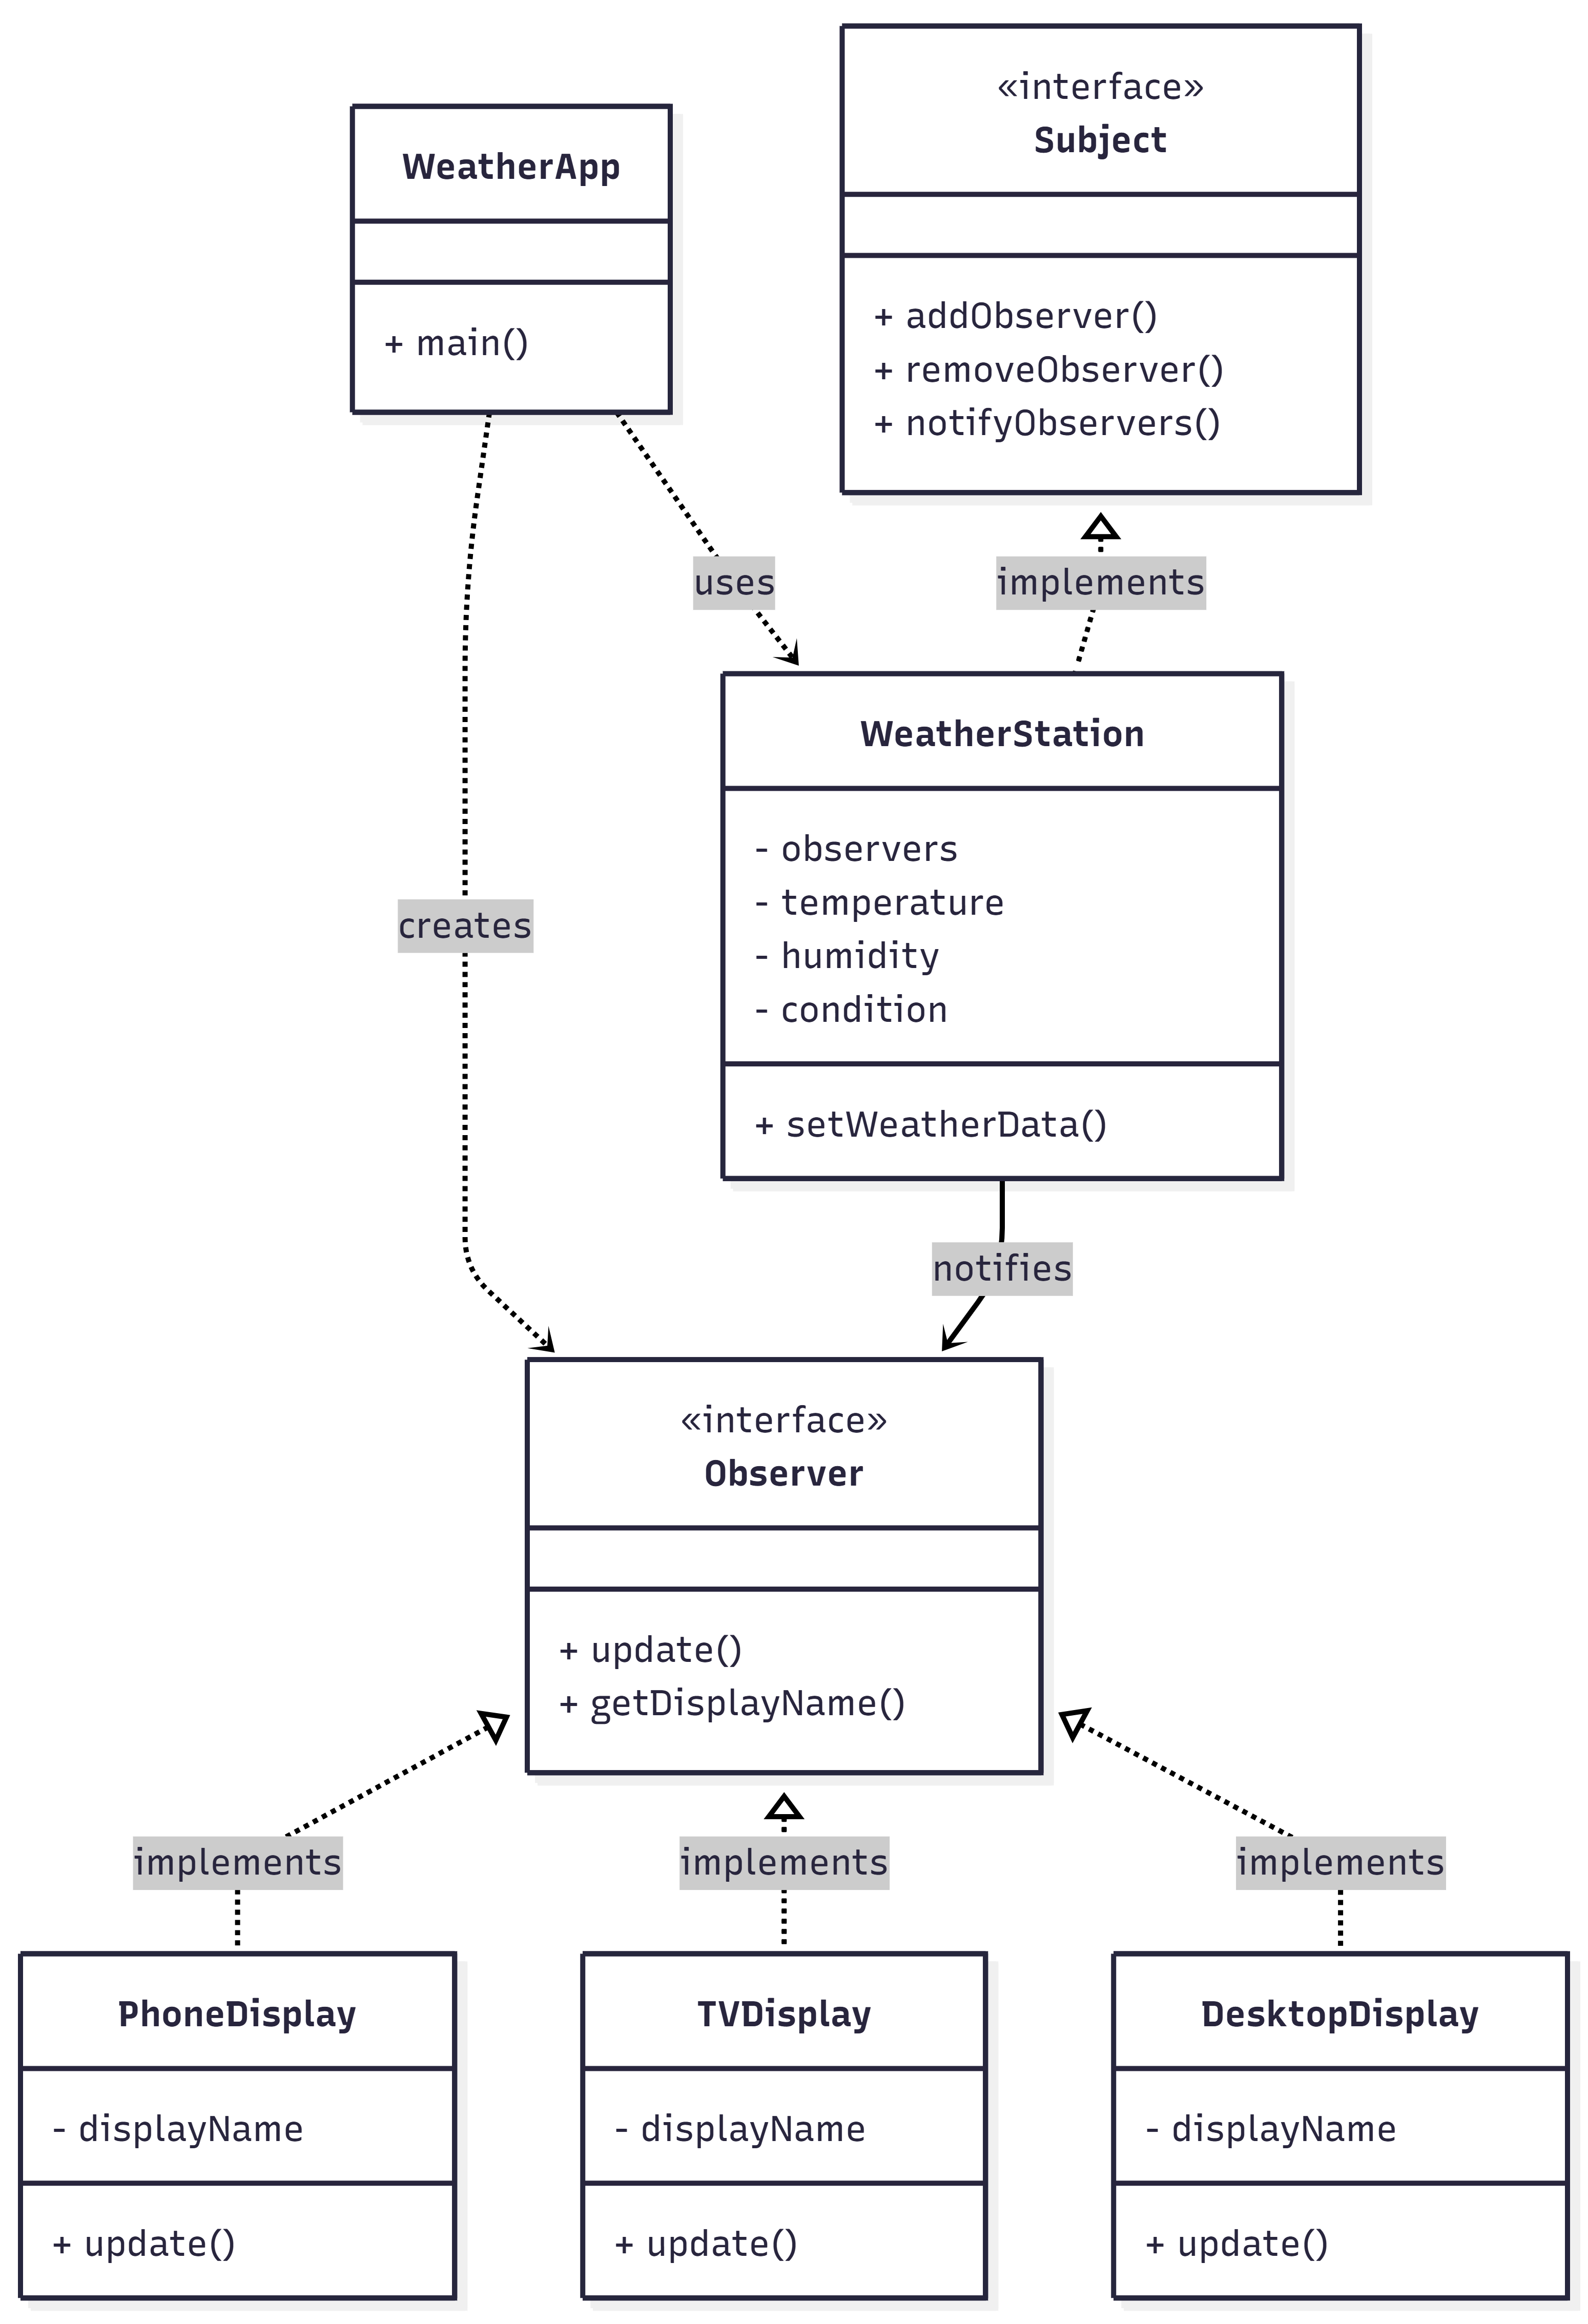 WeatherApp
+ main()
«interface»
Subject
+ addObserver()
+ removeObserver()
+ notifyObservers()
uses
implements
WeatherStation
- observers
- temperature
- humidity
- condition
+ setWeatherData()
creates
notifies
«interface»
Observer
+ update()
+ getDisplayName()
implements
implements
implements
PhoneDisplay
- displayName
+ update()
TVDisplay
- displayName
+ update()
DesktopDisplay
- displayName
+ update()